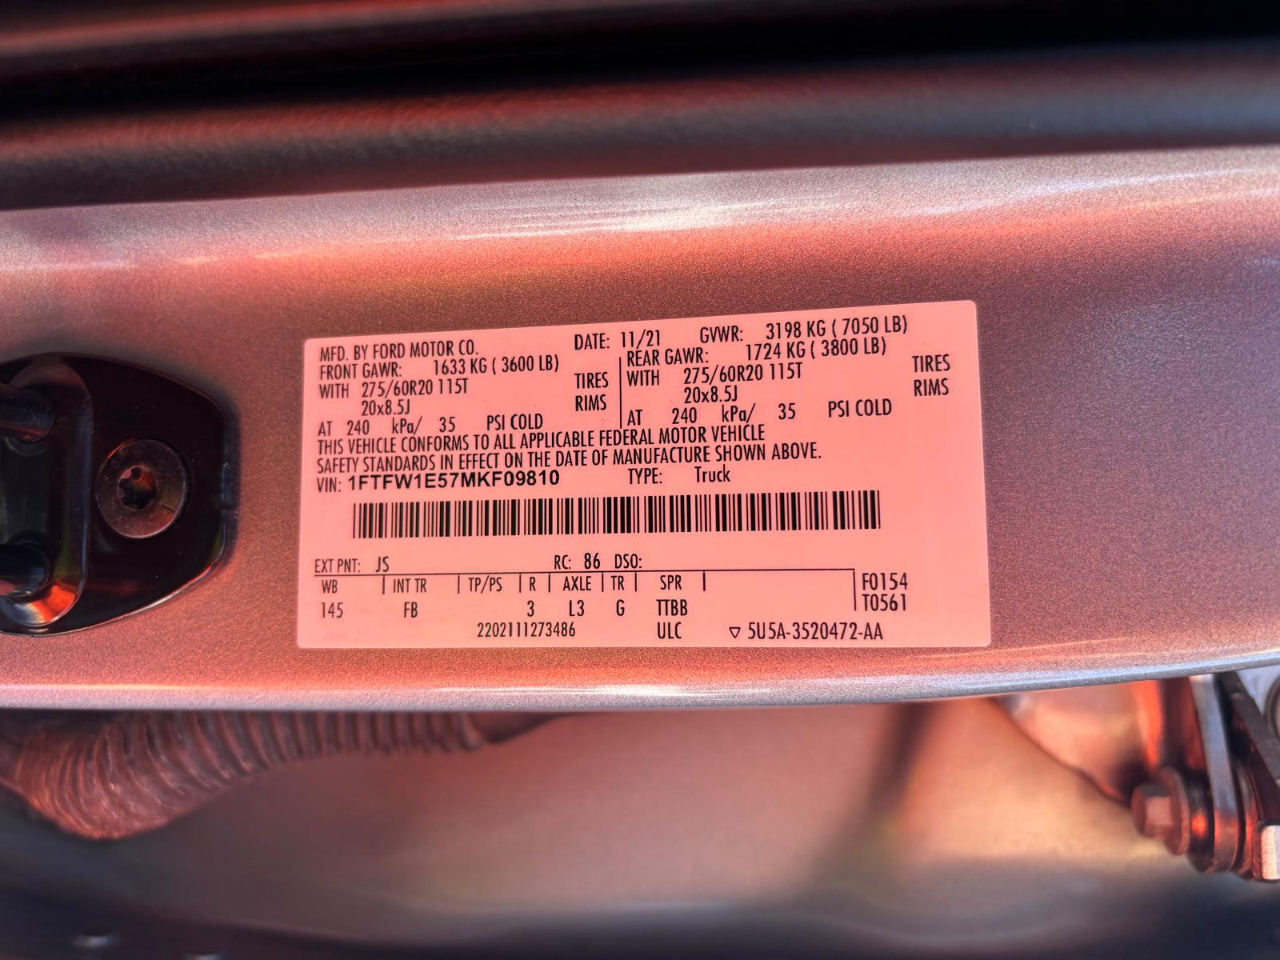 MFD. BY FORD MOTOR CO. DATE: 11/21 GVWR: 3198 KG ( 7050 LB)
FRONT GAWR: 1633 KG ( 3600 LB) REAR GAWR: 1724 KG ( 3800 LB)
WITH 275/60R20 115T TIRES WITH 275/60R20 115T TIRES
20x8.5J RIMS 20x8.5J RIMS
AT 240 kPa/ 35 PSI COLD AT 240 kPa/ 35 PSI COLD
THIS VEHICLE CONFORMS TO ALL APPLICABLE FEDERAL MOTOR VEHICLE
SAFETY STANDARDS IN EFFECT ON THE DATE OF MANUFACTURE SHOWN ABOVE.
VIN: 1FTFW1E57MKF09810 TYPE: Truck
EXT PNT: JS RC: 86 DSO:
WB INT TR TP/PS R AXLE TR SPR F0154
145 FB 3 L3 G TTBB T0561
2202111273486 ULC ▽ 5U5A-3520472-AA